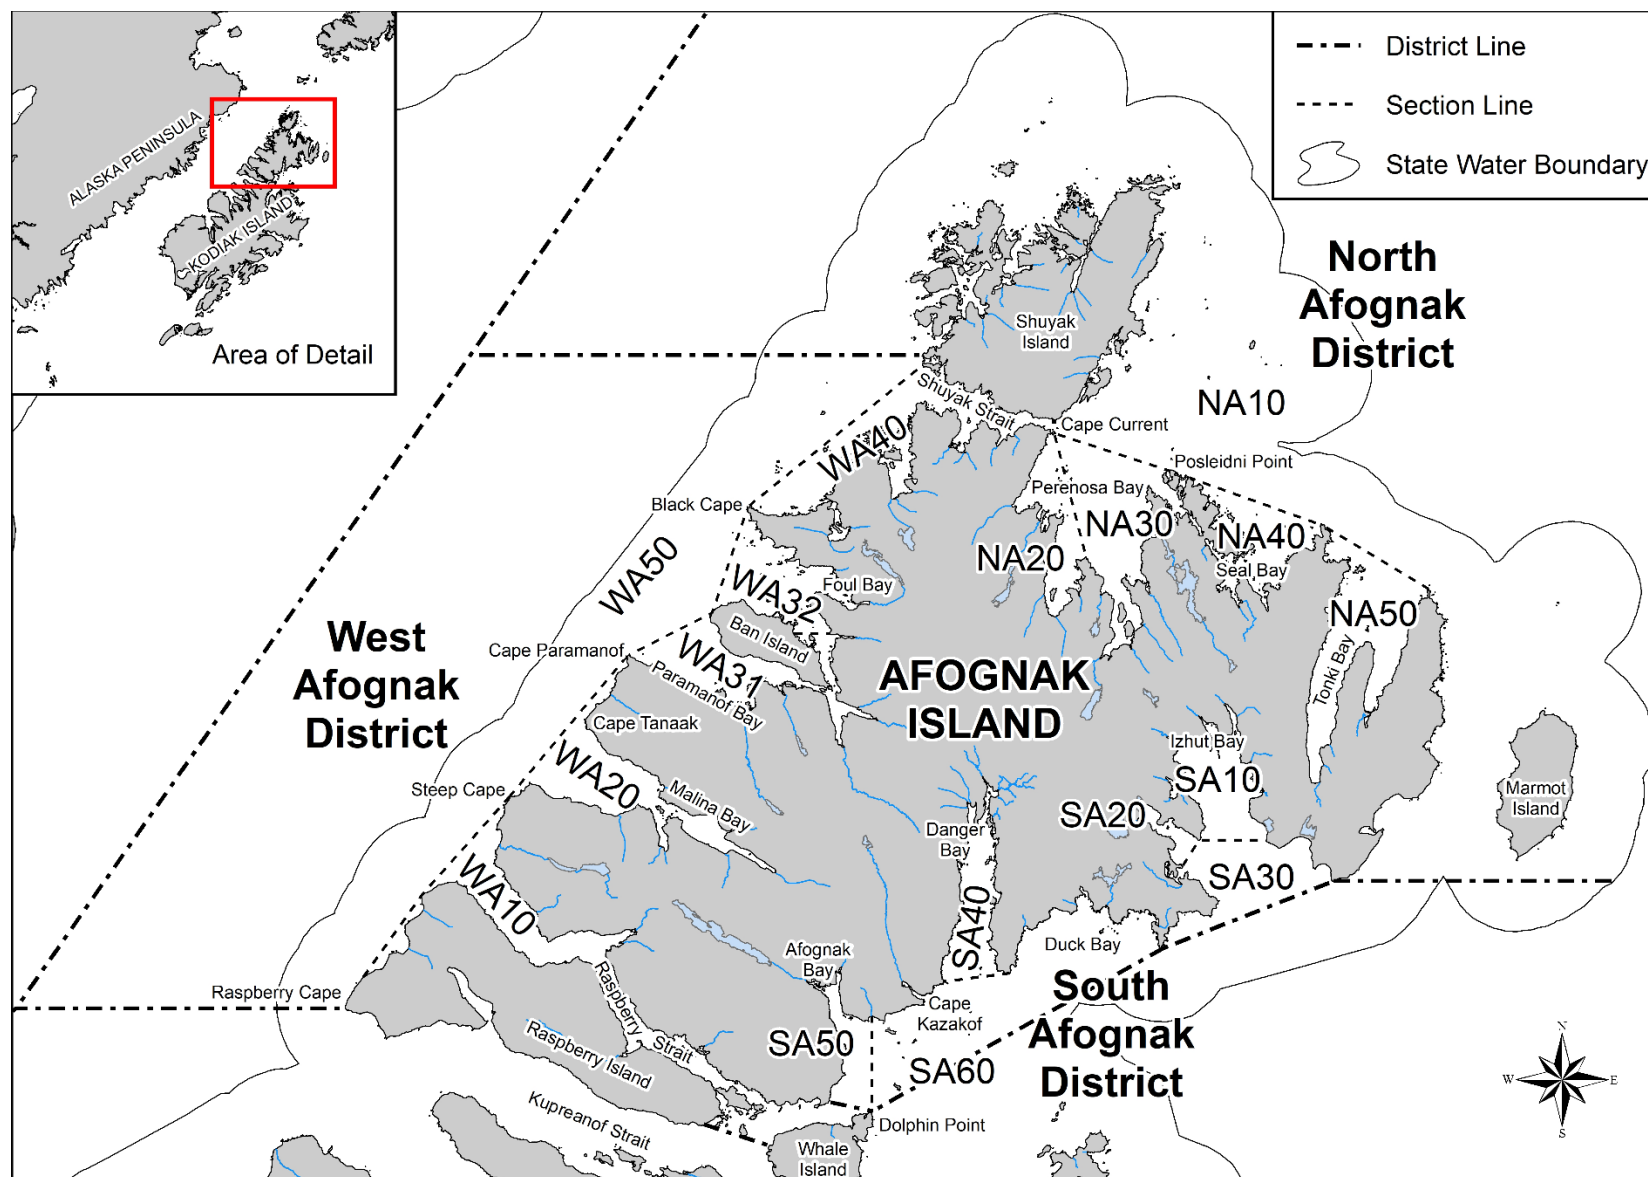 ALASKA PENINSULA
KODIAK ISLAND
Area of Detail
District Line
Section Line
State Water Boundary
North
Afognak
District
Shuyak
Island
NA10
Shuyak Strait
Cape Current
WA40
Posleidni Point
Perenosa Bay
Black Cape
NA30
NA40
NA20
Seal Bay
WA50
Foul Bay
WA32
NA50
Ban Island
West
Afognak
District
Cape Paramanof
WA31
Paramanof Bay
Tonki Bay
AFOGNAK
ISLAND
Cape Tanaak
Izhut Bay
WA20
SA10
Steep Cape
Malina Bay
Marmot
Island
SA20
Danger
Bay
WA10
SA30
SA40
Duck Bay
Afognak
Bay
Raspberry Cape
Raspberry Strait
Cape
Kazakof
South
Afognak
District
SA50
Raspberry Island
SA60
Kupreanof Strait
Dolphin Point
Whale
Island
N
W
E
S